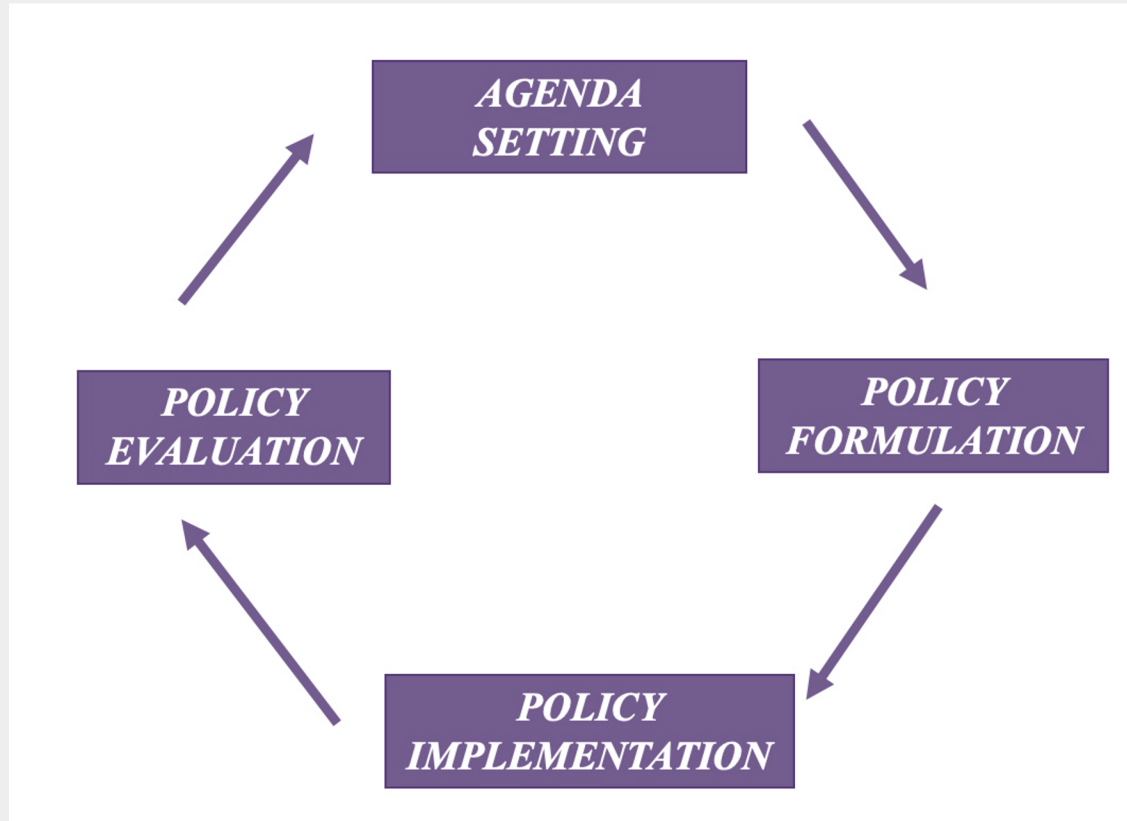 AGENDA
SETTING
POLICY
FORMULATION
POLICY
IMPLEMENTATION
POLICY
EVALUATION